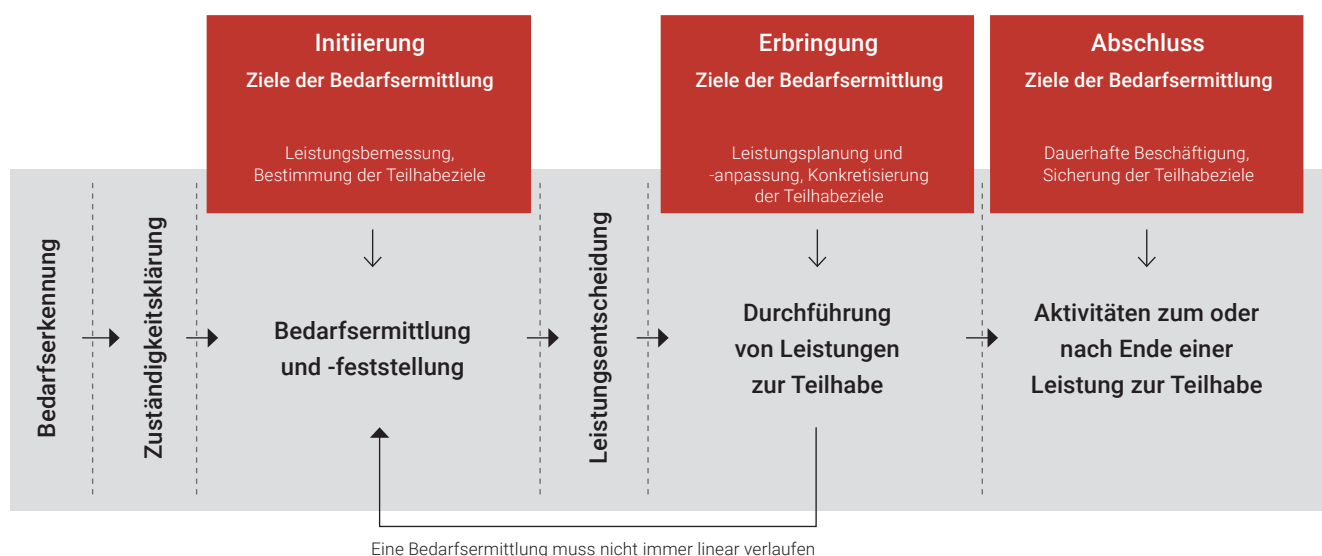 Initiierung
Ziele der Bedarfsermittlung
Leistungsbemessung,
Bestimmung der Teilhabeziele
Erbringung
Ziele der Bedarfsermittlung
Leistungsplanung und
-anpassung, Konkretisierung
der Teilhabeziele
Abschluss
Ziele der Bedarfsermittlung
Dauerhafte Beschäftigung,
Sicherung der Teilhabeziele
Bedarfserkennung
Zuständigkeitsklärung
Bedarfsermittlung
und -feststellung
Leistungsentscheidung
Durchführung
von Leistungen
zur Teilhabe
Aktivitäten zum oder
nach Ende einer
Leistung zur Teilhabe
Eine Bedarfsermittlung muss nicht immer linear verlaufen